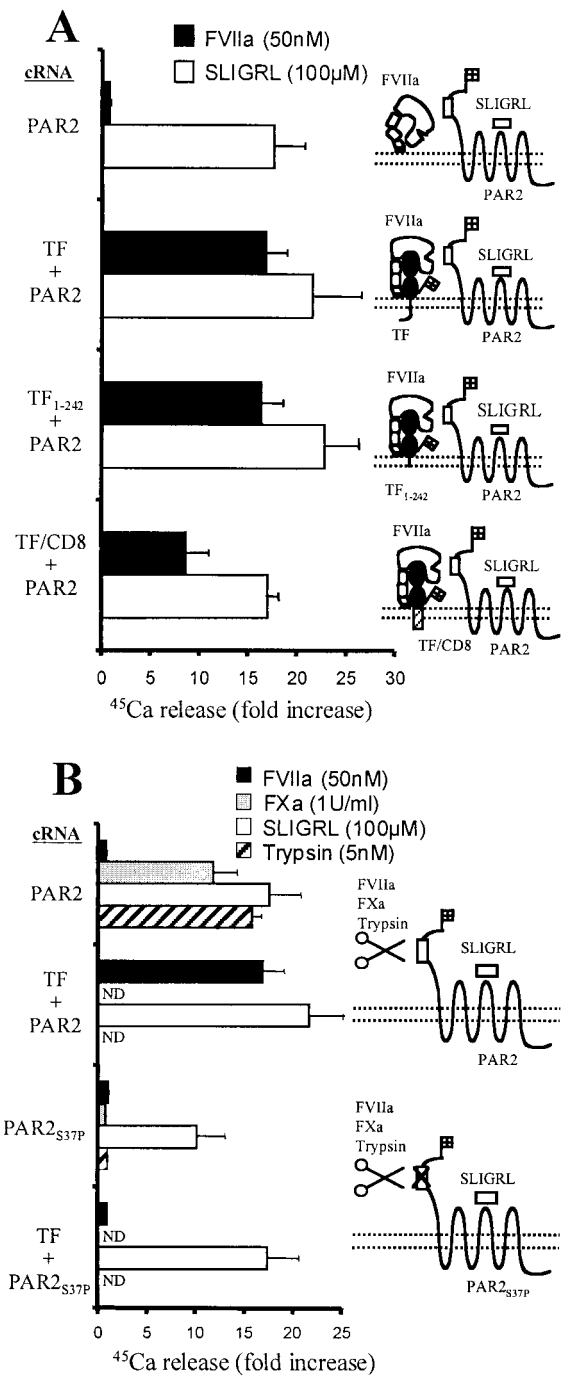 A
FVIIa (50nM)
SLIGRL (100µM)
cRNA
PAR2
FVIIa
SLIGRL
PAR2
TF
+
PAR2
FVIIa
SLIGRL
TF
PAR2
TF1-242
+
PAR2
FVIIa
SLIGRL
TF1-242
PAR2
TF/CD8
+
PAR2
FVIIa
SLIGRL
TF/CD8
PAR2
0 5 10 15 20 25 30
45Ca release (fold increase)
B
FVIIa (50nM)
FXa (1U/ml)
SLIGRL (100µM)
Trypsin (5nM)
cRNA
PAR2
FVIIa
FXa
Trypsin
SLIGRL
PAR2
TF
+
PAR2
ND
ND
PAR2S37P
FVIIa
FXa
Trypsin
SLIGRL
PAR2S37P
TF
+
PAR2S37P
ND
ND
0 5 10 15 20 25
45Ca release (fold increase)